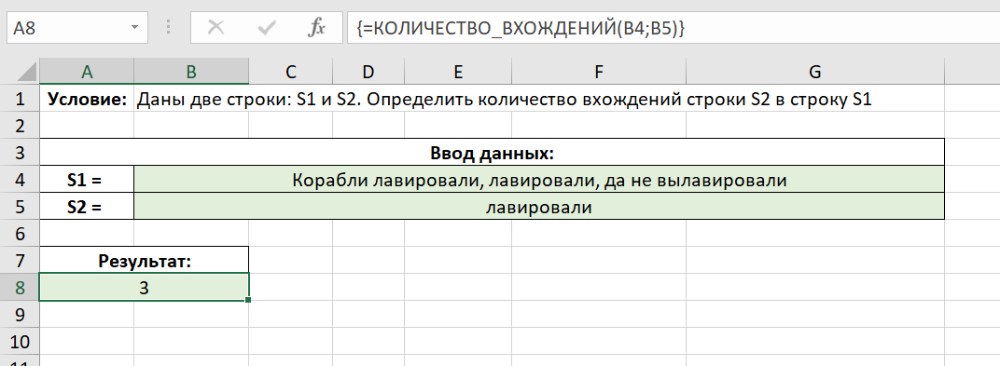 A8 fx {=КОЛИЧЕСТВО_ВХОЖДЕНИЙ(B4;B5)}
A B C D E F G
1 Условие: Даны две строки: S1 и S2. Определить количество вхождений строки S2 в строку S1
2
3 Ввод данных:
4 S1 = Корабли лавировали, лавировали, да не вылавировали
5 S2 = лавировали
6
7 Результат:
8 3
9
10
11